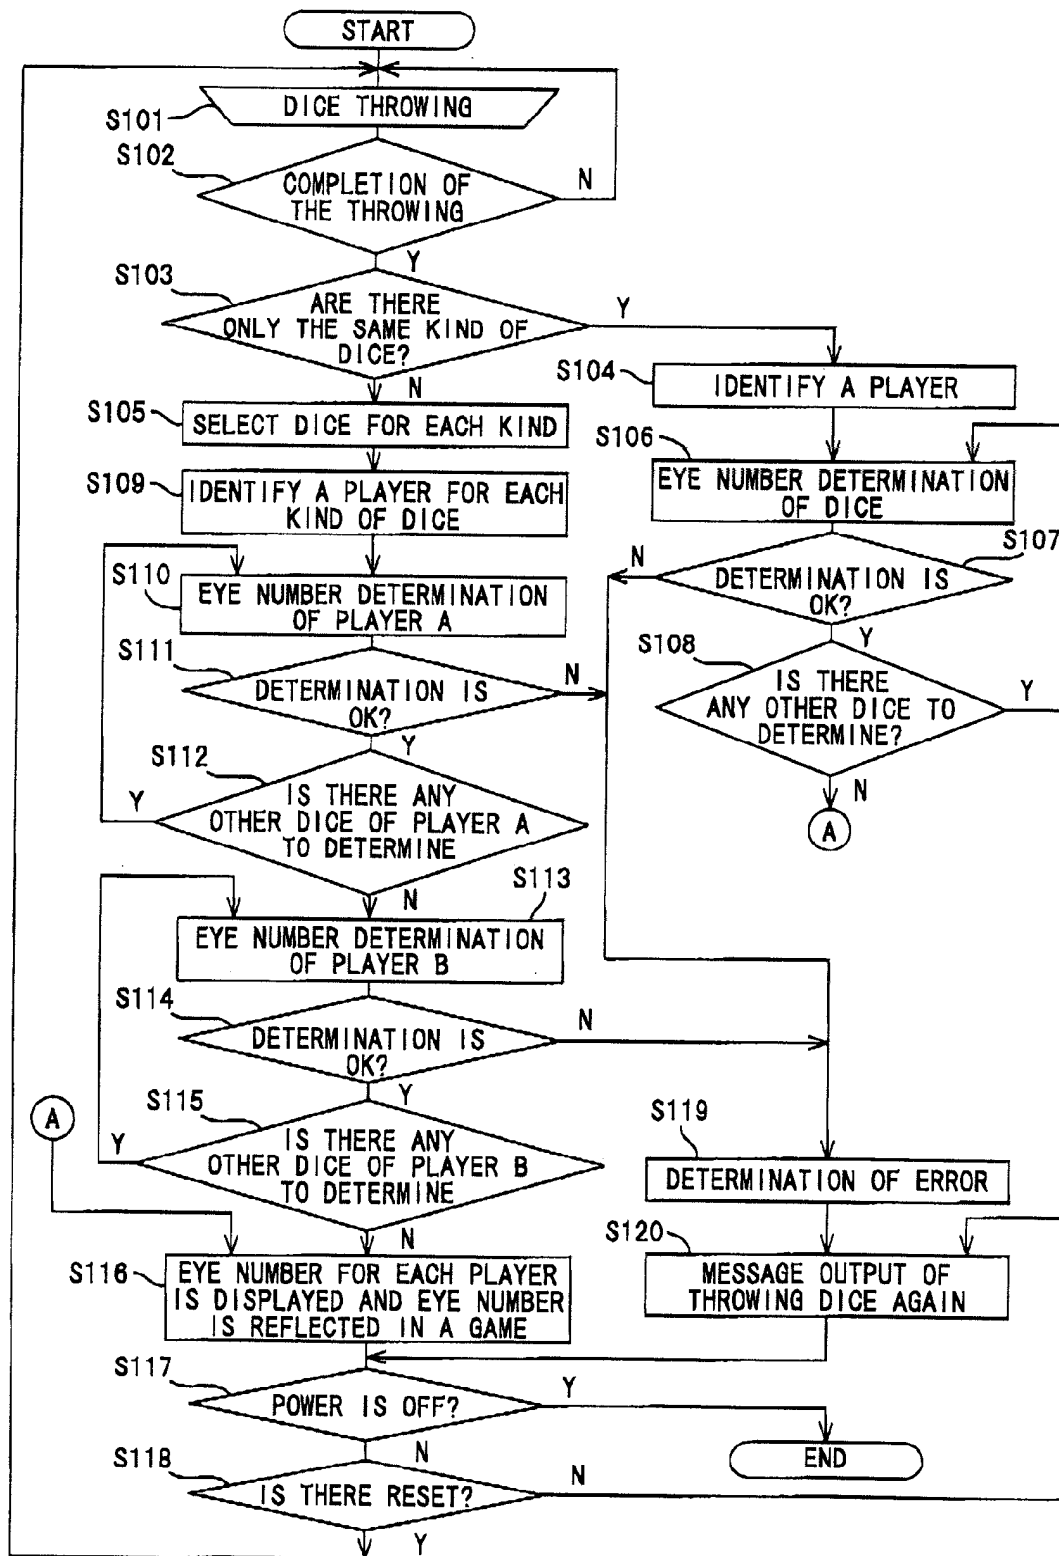 START
DICE THROWING
S101
S102
COMPLETION OF
THE THROWING
N
Y
S103
ARE THERE
ONLY THE SAME KIND OF
DICE?
Y
N
S104
IDENTIFY A PLAYER
S105
SELECT DICE FOR EACH KIND
S106
EYE NUMBER DETERMINATION
OF DICE
S109
IDENTIFY A PLAYER FOR EACH
KIND OF DICE
S107
N
DETERMINATION IS
OK?
Y
S110
EYE NUMBER DETERMINATION
OF PLAYER A
S108
IS THERE
ANY OTHER DICE TO
DETERMINE?
Y
N
A
S111
DETERMINATION IS
OK?
N
Y
S112
IS THERE ANY
OTHER DICE OF PLAYER A
TO DETERMINE
Y
N
S113
EYE NUMBER DETERMINATION
OF PLAYER B
S114
DETERMINATION IS
OK?
N
Y
A
S115
IS THERE ANY
OTHER DICE OF PLAYER B
TO DETERMINE
Y
N
S119
DETERMINATION OF ERROR
S120
MESSAGE OUTPUT OF
THROWING DICE AGAIN
S116
EYE NUMBER FOR EACH PLAYER
IS DISPLAYED AND EYE NUMBER
IS REFLECTED IN A GAME
S117
POWER IS OFF?
Y
N
END
S118
IS THERE RESET?
N
Y